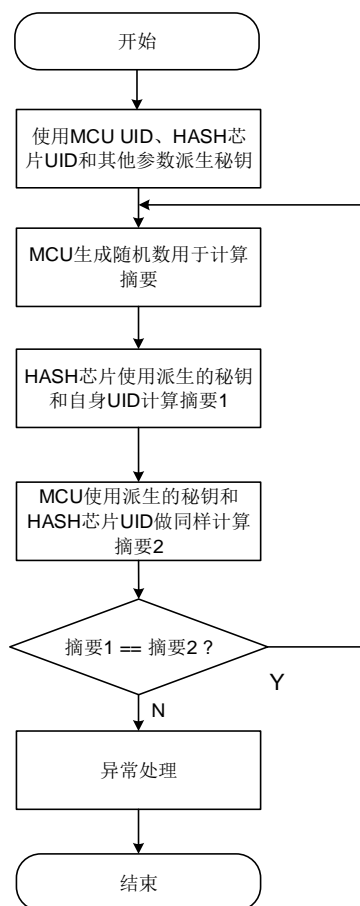 开始
使用MCU UID、HASH芯
片UID和其他参数派生秘钥
MCU生成随机数用于计算
摘要
HASH芯片使用派生的秘钥
和自身UID计算摘要1
MCU使用派生的秘钥和
HASH芯片UID做同样计算
摘要2
摘要1 == 摘要2 ?
Y
N
异常处理
结束